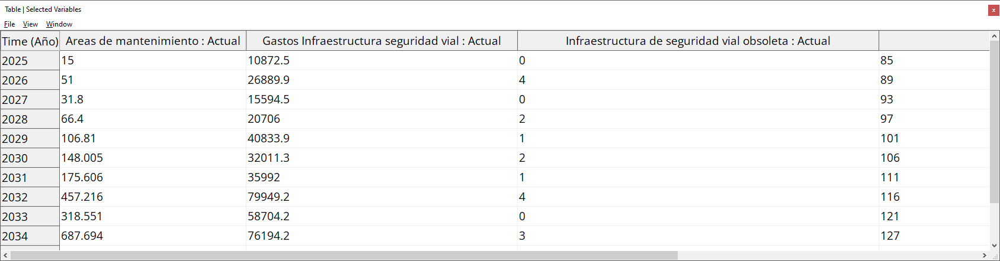 Table | Selected Variables
x
File View Window
Time (Año) Areas de mantenimiento : Actual Gastos Infraestructura seguridad vial : Actual Infraestructura de seguridad vial obsoleta : Actual
2025 15 10872.5 0 85
2026 51 26889.9 4 89
2027 31.8 15594.5 0 93
2028 66.4 20706 2 97
2029 106.81 40833.9 1 101
2030 148.005 32011.3 2 106
2031 175.606 35992 1 111
2032 457.216 79949.2 4 116
2033 318.551 58704.2 0 121
2034 687.694 76194.2 3 127